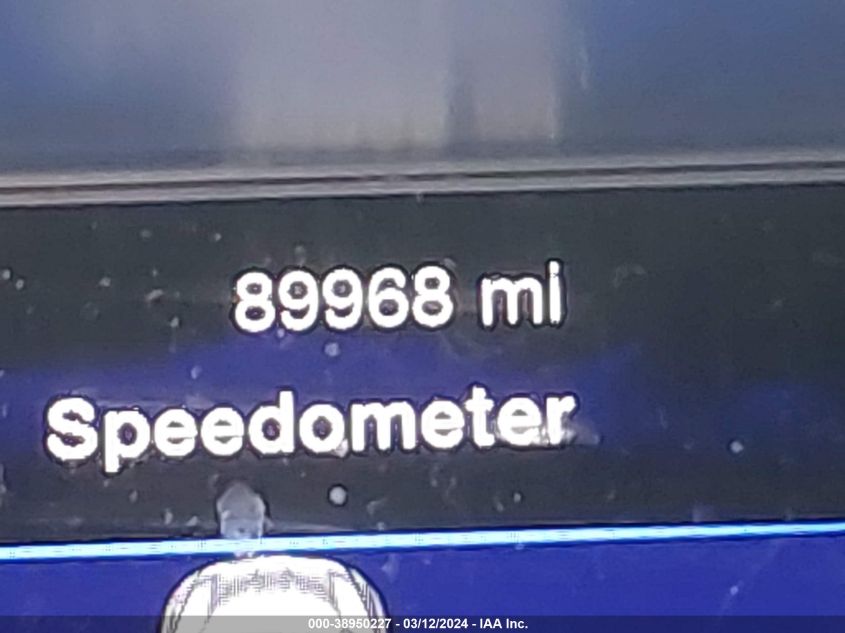 89968 mi
Speedometer
000-38950227 - 03/12/2024 - IAA Inc.